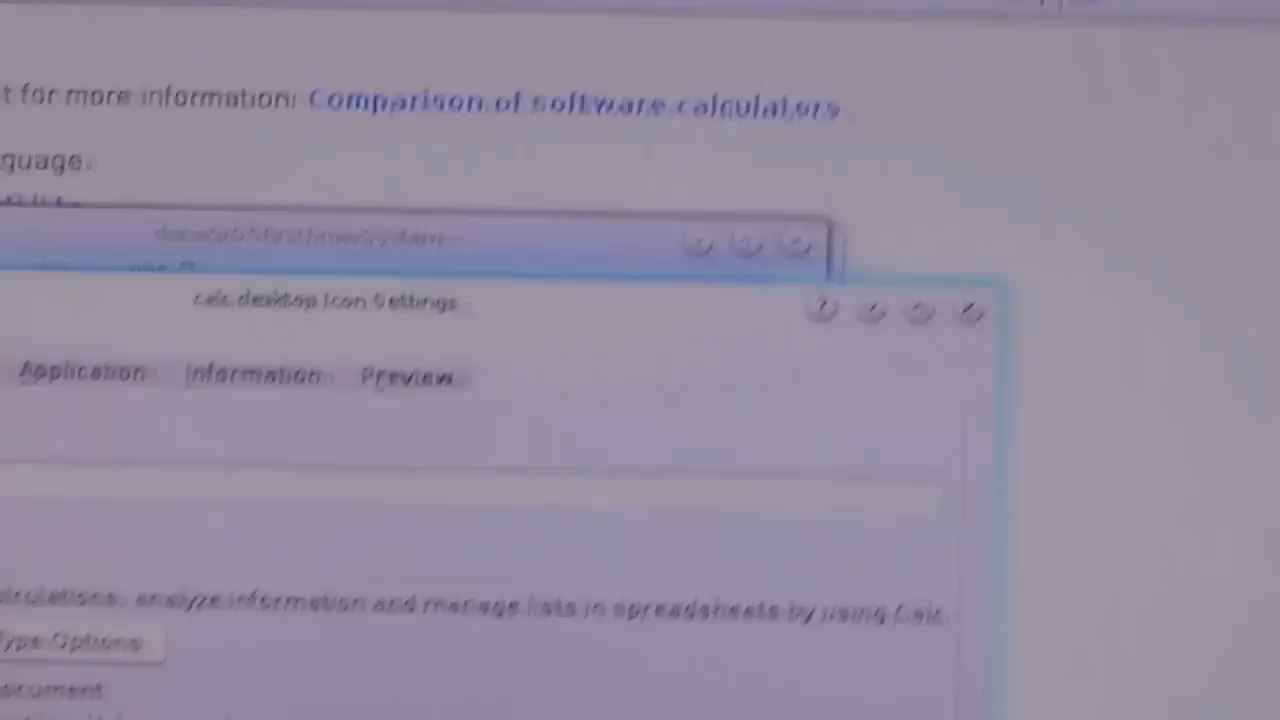 t for more information: Comparison of software calculators
guage.
calc.desktop Icon Settings
Application Information Preview
lculations, analyze information and manage lists in spreadsheets by using Calc
Type Options
ocument